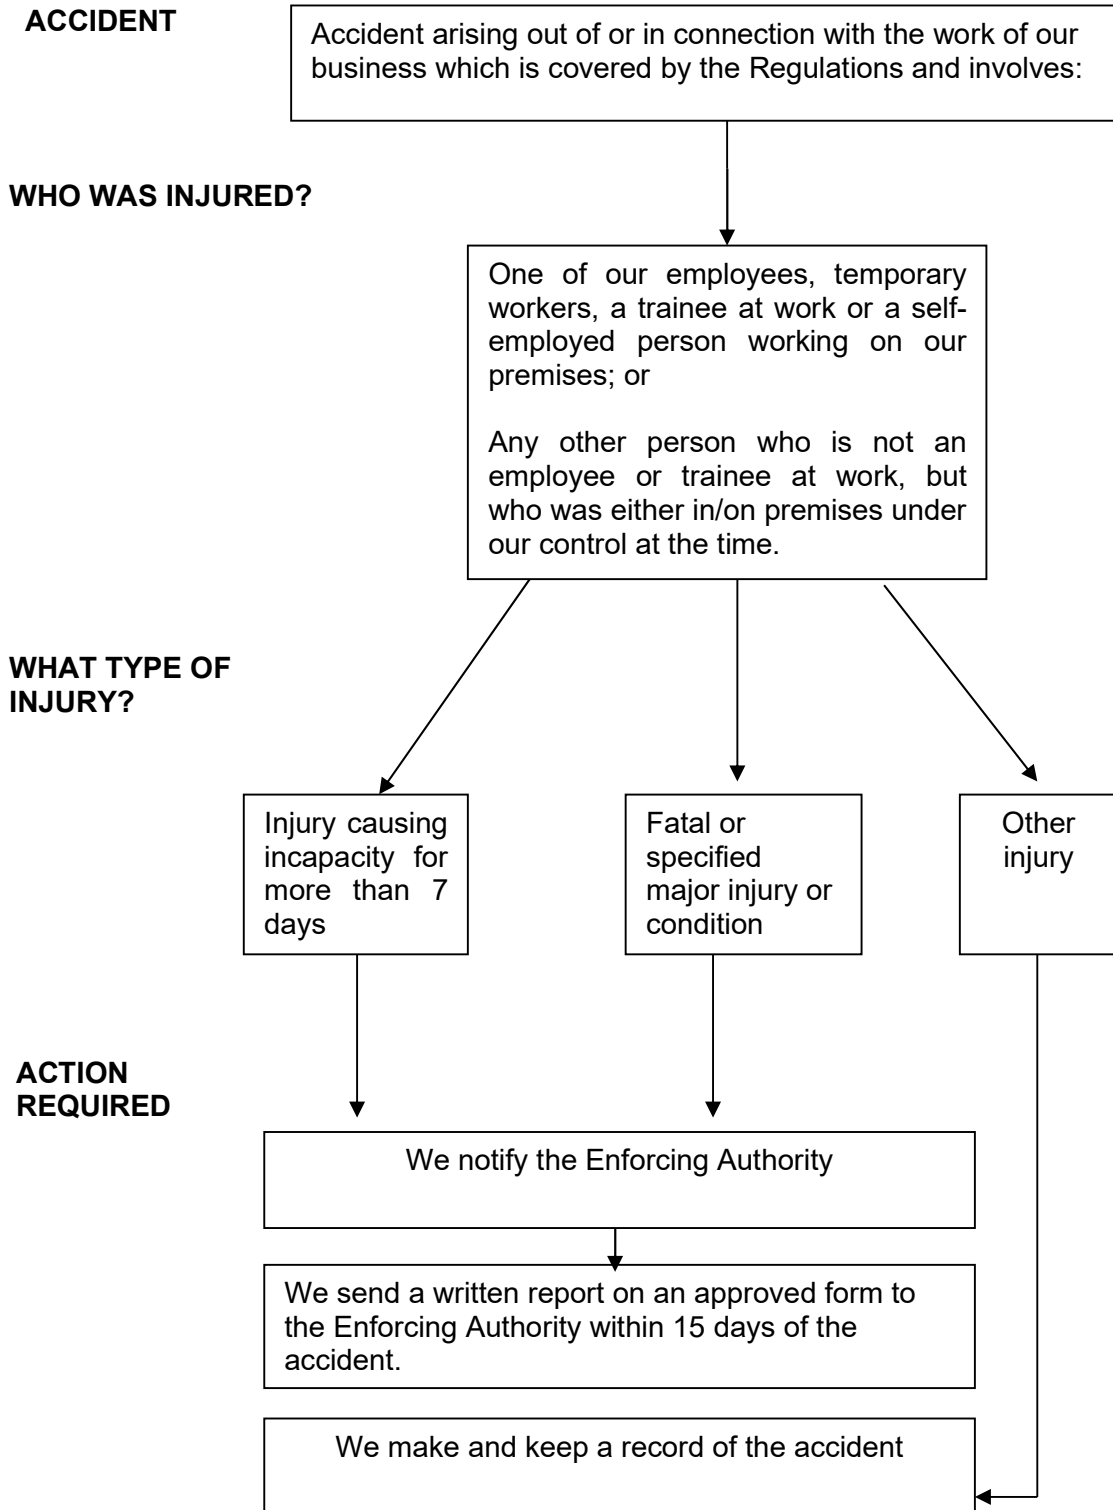 ACCIDENT
Accident arising out of or in connection with the work of our
business which is covered by the Regulations and involves:
WHO WAS INJURED?
One of our employees, temporary
workers, a trainee at work or a self-
employed person working on our
premises; or
Any other person who is not an
employee or trainee at work, but
who was either in/on premises under
our control at the time.
WHAT TYPE OF
INJURY?
Injury causing
incapacity for
more than 7
days
Fatal or
specified
major injury or
condition
Other
injury
ACTION
REQUIRED
We notify the Enforcing Authority
We send a written report on an approved form to
the Enforcing Authority within 15 days of the
accident.
We make and keep a record of the accident